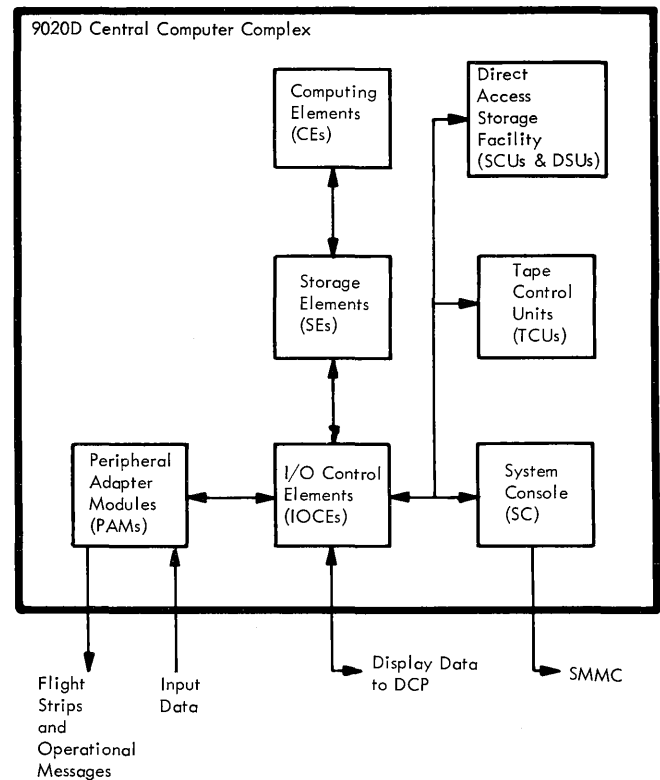 9020D Central Computer Complex
Computing
Elements
(CEs)
Direct
Access
Storage
Facility
(SCUs & DSUs)
Storage
Elements
(SEs)
Tape
Control
Units
(TCUs)
Peripheral
Adapter
Modules
(PAMs)
I/O Control
Elements
(IOCEs)
System
Console
(SC)
Flight
Strips
and
Operational
Messages
Input
Data
Display Data
to DCP
SMMC